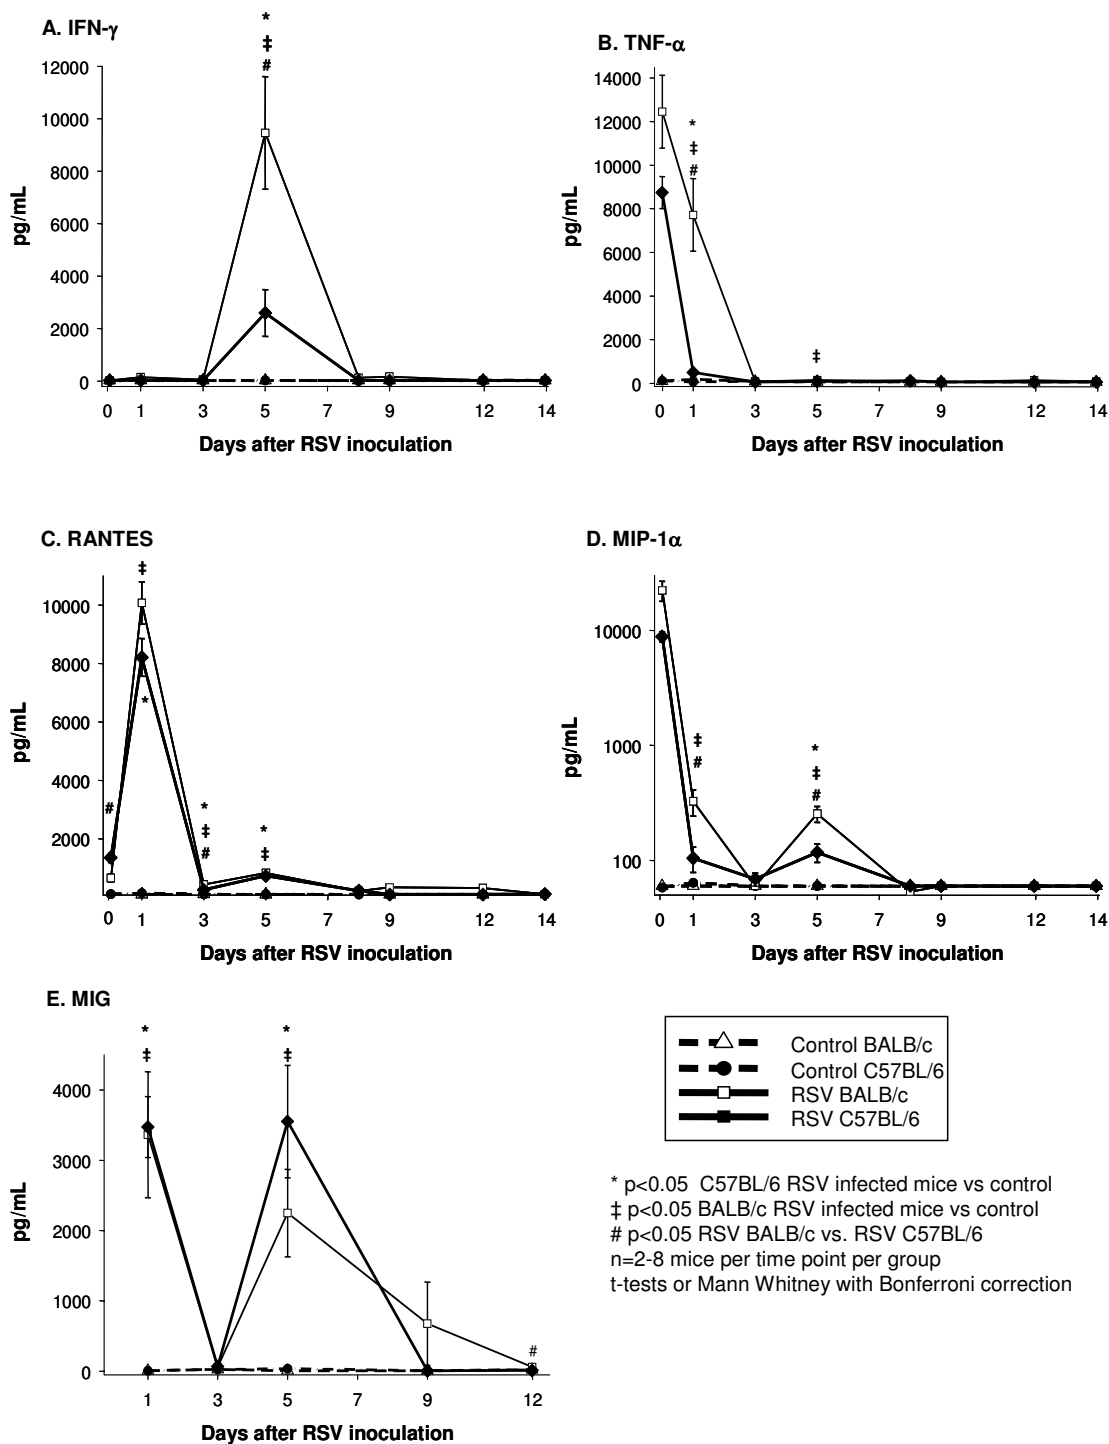 A. IFN-γ
*
‡
#
12000
10000
8000
6000
4000
2000
0
pg/mL
0 1 3 5 7 9 12 14
Days after RSV inoculation
B. TNF-α
14000
12000
10000
8000
6000
4000
2000
0
pg/mL
*
‡
#
‡
0 1 3 5 7 9 12 14
Days after RSV inoculation
C. RANTES
‡
10000
8000
6000
4000
2000
pg/mL
*
#
*
‡
#
*
‡
0 1 3 5 7 9 12 14
Days after RSV inoculation
D. MIP-1α
10000
1000
100
pg/mL
‡
#
*
‡
#
0 1 3 5 7 9 12 14
Days after RSV inoculation
E. MIG
*
‡
*
‡
4000
3000
2000
1000
0
pg/mL
#
1 3 5 7 9 12
Days after RSV inoculation
Control BALB/c
Control C57BL/6
RSV BALB/c
RSV C57BL/6
* p<0.05 C57BL/6 RSV infected mice vs control
‡ p<0.05 BALB/c RSV infected mice vs control
# p<0.05 RSV BALB/c vs. RSV C57BL/6
n=2-8 mice per time point per group
t-tests or Mann Whitney with Bonferroni correction